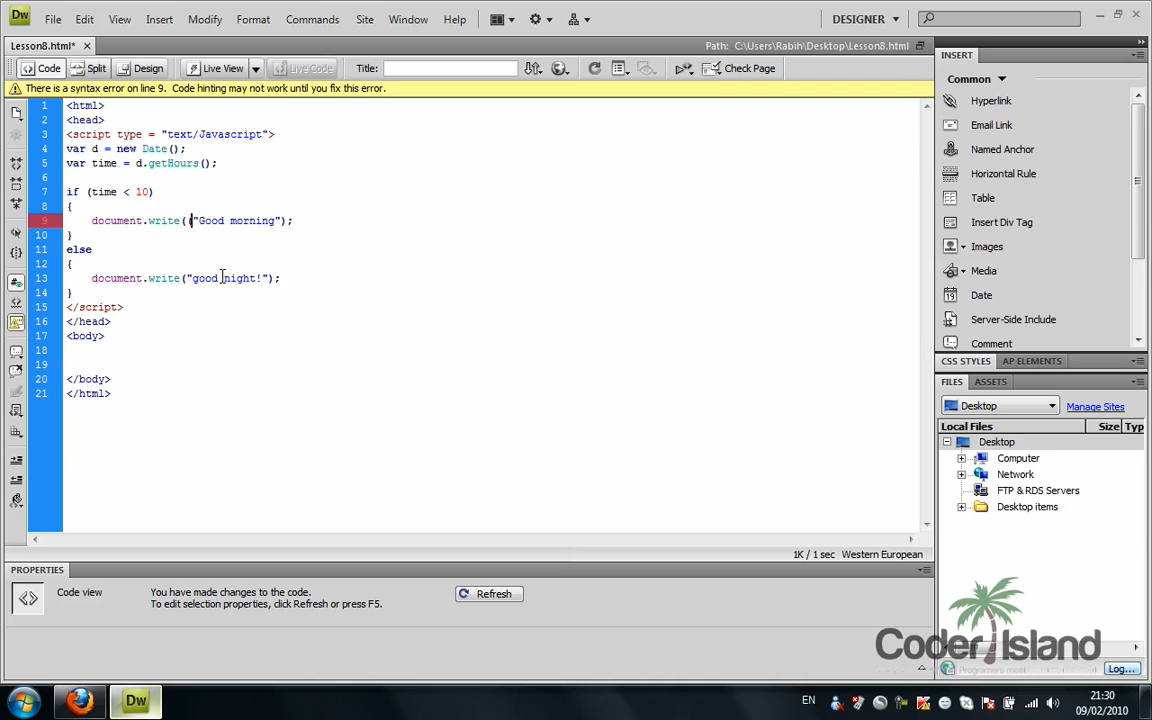 Dw File Edit View Insert Modify Format Commands Site Window Help DESIGNER
Lesson8.html* Path: C:\Users\Rabih\Desktop\Lesson8.html
Code Split Design Live View Live Code Title: Check Page
There is a syntax error on line 9. Code hinting may not work until you fix this error.
1 <html>
2 <head>
3 <script type = "text/Javascript">
4 var d = new Date();
5 var time = d.getHours();
6
7 if (time < 10)
8 {
9 document.write(("Good morning");
10 }
11 else
12 {
13 document.write("good night!");
14 }
15 </script>
16 </head>
17 <body>
18
19
20 </body>
21 </html>
1K / 1 sec Western European
PROPERTIES
Code view
You have made changes to the code.
To edit selection properties, click Refresh or press F5.
Refresh
INSERT
Common
Hyperlink
Email Link
Named Anchor
Horizontal Rule
Table
Insert Div Tag
Images
Media
Date
Server-Side Include
Comment
CSS STYLES AP ELEMENTS
FILES ASSETS
Desktop Manage Sites
Local Files Size Typ
Desktop
Computer
Network
FTP & RDS Servers
Desktop items
Coder Island
Log...
Dw
EN
21:30
09/02/2010